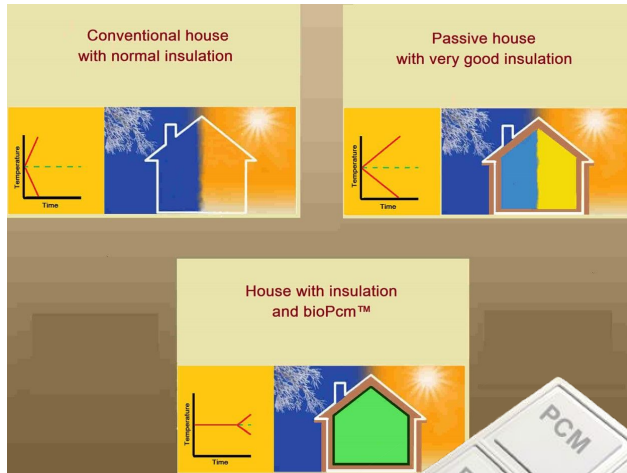 Conventional house
with normal insulation
Temperature
Time
Passive house
with very good insulation
Temperature
Time
House with insulation
and bioPcm™
Temperature
Time
PCM